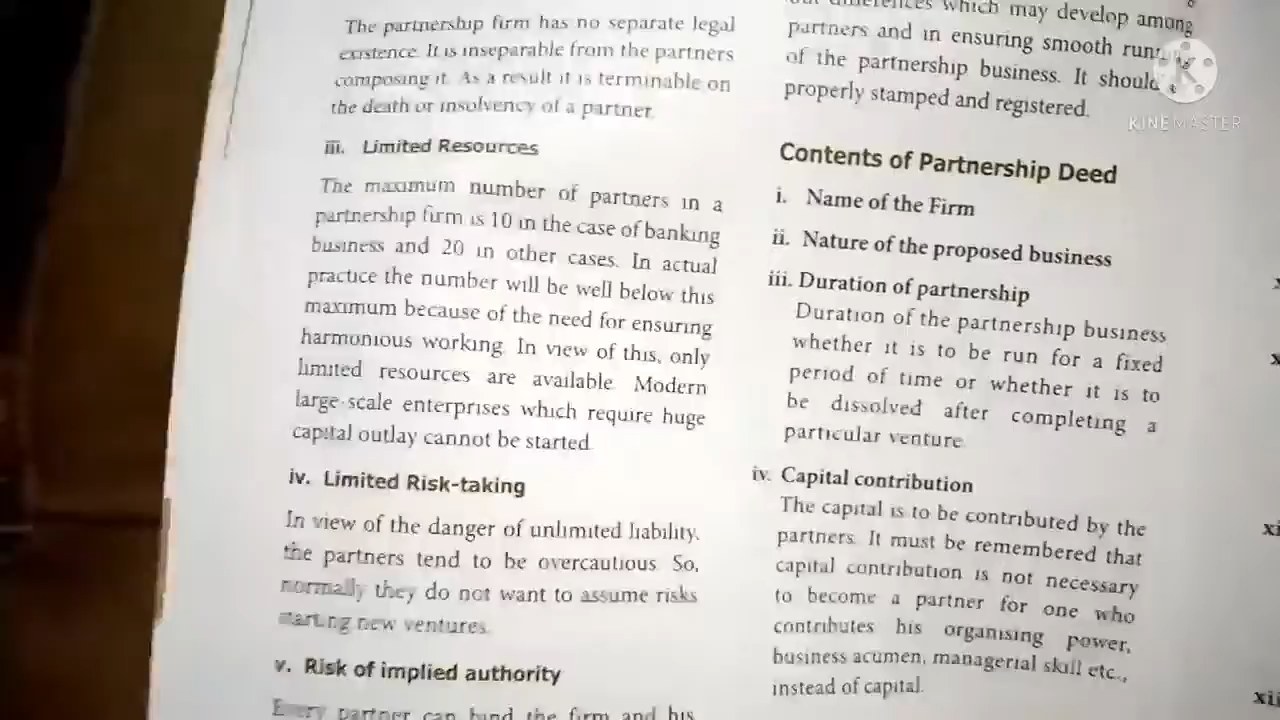 The partnership firm has no separate legal
existence. It is inseparable from the partners
composing it. As a result it is terminable on
the death or insolvency of a partner.
iii. Limited Resources
The maximum number of partners in a
partnership firm is 10 in the case of banking
business and 20 in other cases. In actual
practice the number will be well below this
maximum because of the need for ensuring
harmonious working. In view of this, only
limited resources are available. Modern
large-scale enterprises which require huge
capital outlay cannot be started.
iv. Limited Risk-taking
In view of the danger of unlimited liability,
the partners tend to be overcautious. So,
normally they do not want to assume risks
starting new ventures.
v. Risk of implied authority
Every partner can bind the firm and his
differences which may develop among
partners and in ensuring smooth
of the partnership business. It should
properly stamped and registered.
Contents of Partnership Deed
i. Name of the Firm
ii. Nature of the proposed business
iii. Duration of partnership
Duration of the partnership business
whether it is to be run for a fixed
period of time or whether it is to
be dissolved after completing a
particular venture.
iv. Capital contribution
The capital is to be contributed by the
partners. It must be remembered that
capital contribution is not necessary
to become a partner for one who
contributes his organising power,
business acumen, managerial skill etc.,
instead of capital.
KINEMASTER